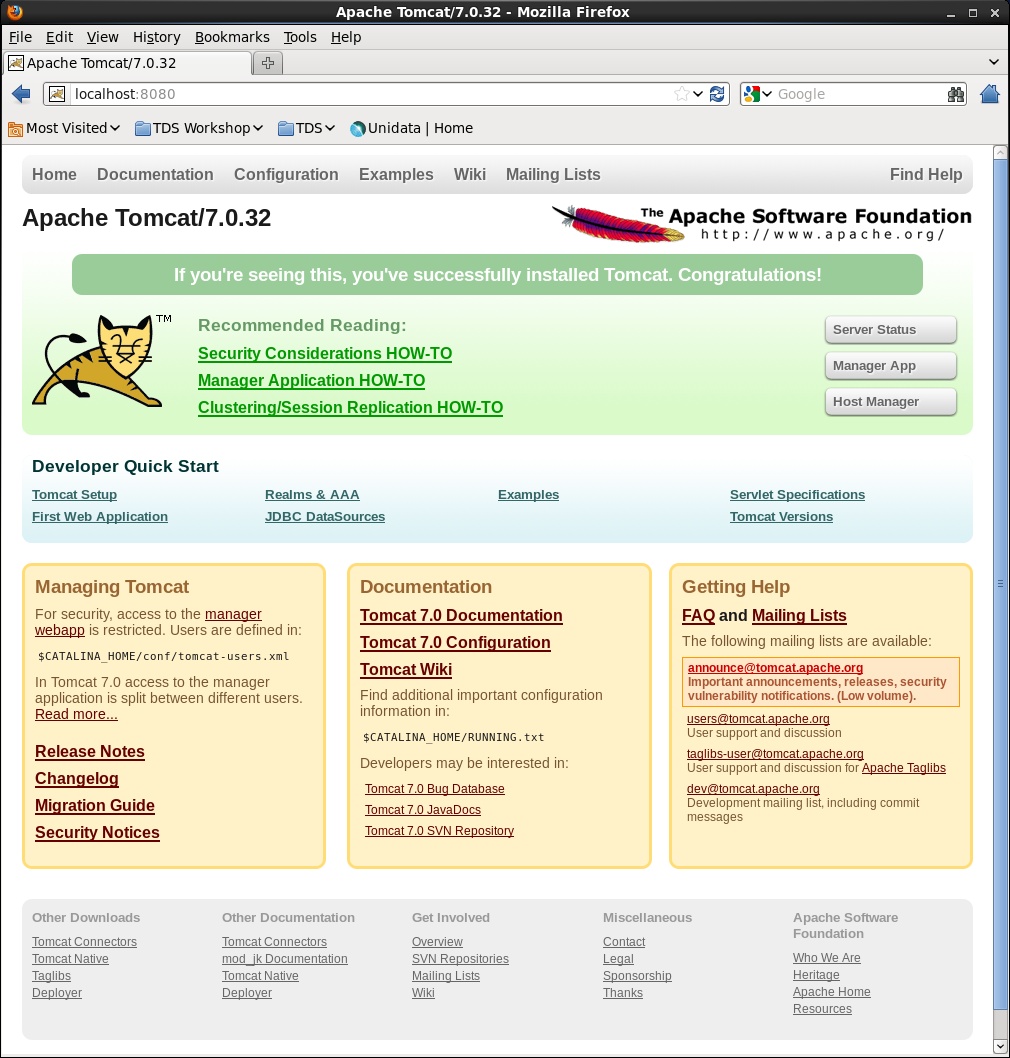 Apache Tomcat/7.0.32 - Mozilla Firefox
File Edit View History Bookmarks Tools Help
Apache Tomcat/7.0.32
localhost:8080
Google
Most Visited TDS Workshop TDS Unidata | Home
Home Documentation Configuration Examples Wiki Mailing Lists Find Help
Apache Tomcat/7.0.32
The Apache Software Foundation
http://www.apache.org/
If you're seeing this, you've successfully installed Tomcat. Congratulations!
TM
Recommended Reading:
Security Considerations HOW-TO
Manager Application HOW-TO
Clustering/Session Replication HOW-TO
Server Status
Manager App
Host Manager
Developer Quick Start
Tomcat Setup
First Web Application
Realms & AAA
JDBC DataSources
Examples
Servlet Specifications
Tomcat Versions
Managing Tomcat
For security, access to the manager
webapp is restricted. Users are defined in:
$CATALINA_HOME/conf/tomcat-users.xml
In Tomcat 7.0 access to the manager
application is split between different users.
Read more...
Release Notes
Changelog
Migration Guide
Security Notices
Documentation
Tomcat 7.0 Documentation
Tomcat 7.0 Configuration
Tomcat Wiki
Find additional important configuration
information in:
$CATALINA_HOME/RUNNING.txt
Developers may be interested in:
Tomcat 7.0 Bug Database
Tomcat 7.0 JavaDocs
Tomcat 7.0 SVN Repository
Getting Help
FAQ and Mailing Lists
The following mailing lists are available:
announce@tomcat.apache.org
Important announcements, releases, security
vulnerability notifications. (Low volume).
users@tomcat.apache.org
User support and discussion
taglibs-user@tomcat.apache.org
User support and discussion for Apache Taglibs
dev@tomcat.apache.org
Development mailing list, including commit
messages
Other Downloads
Tomcat Connectors
Tomcat Native
Taglibs
Deployer
Other Documentation
Tomcat Connectors
mod_jk Documentation
Tomcat Native
Deployer
Get Involved
Overview
SVN Repositories
Mailing Lists
Wiki
Miscellaneous
Contact
Legal
Sponsorship
Thanks
Apache Software
Foundation
Who We Are
Heritage
Apache Home
Resources